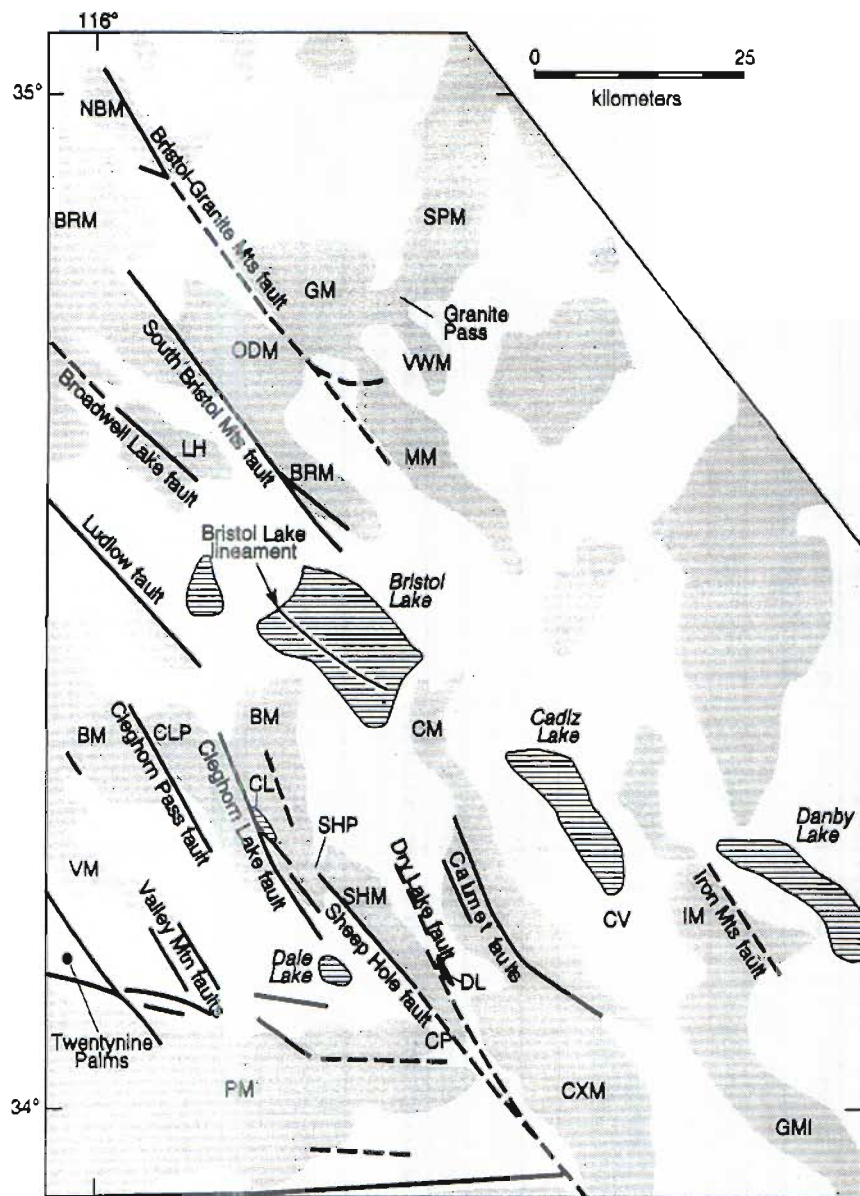 116°
0 25
kilometers
35°
NBM
Bristol-Granite Mts fault
BRM
SPM
GM
Granite
Pass
ODM
VWM
South Bristol Mts fault
Broadwell Lake fault
LH
MM
BRM
Ludlow fault
Bristol Lake
lineament
Bristol
Lake
BM
CLP
BM
CM
Cadiz
Lake
Cleghorn Pass fault
Cleghorn Lake fault
CL
SHP
Danby
Lake
VM
SHM
Dry Lake fault
Calumet faults
Iron Mts fault
IM
CV
Valley Mtn faults
Sheep Hole fault
Dale
Lake
DL
Twentynine
Palms
CP
PM
CXM
34°
GMI